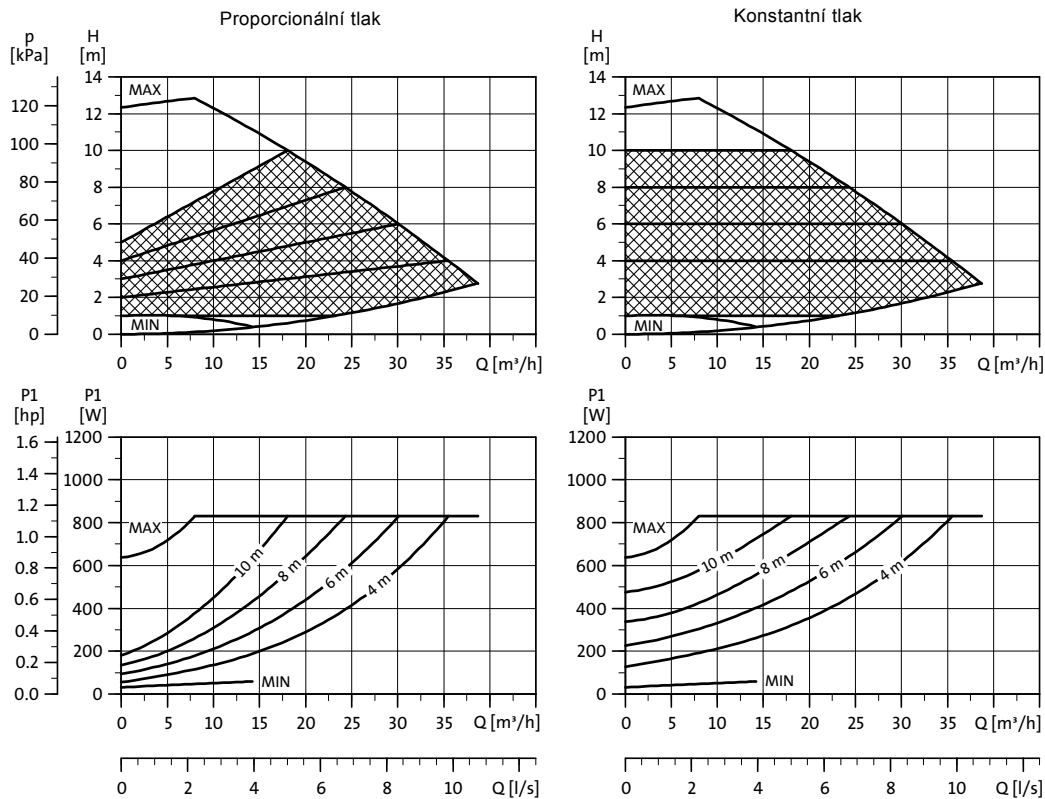 Proporcionální tlak
p
[kPa]
H
[m]
14
12
10
8
6
4
2
0
120
100
80
60
40
20
0
MAX
MIN
0 5 10 15 20 25 30 35 Q [m³/h]
Konstantní tlak
H
[m]
14
12
10
8
6
4
2
0
MAX
MIN
0 5 10 15 20 25 30 35 Q [m³/h]
P1
[hp]
P1
[W]
1.6
1.4
1.2
1.0
0.8
0.6
0.4
0.2
0.0
1200
1000
800
600
400
200
0
MAX
10 m
8 m
6 m
4 m
MIN
0 5 10 15 20 25 30 35 Q [m³/h]
0 2 4 6 8 10 Q [l/s]
P1
[W]
1200
1000
800
600
400
200
0
MAX
10 m
8 m
6 m
4 m
MIN
0 5 10 15 20 25 30 35 Q [m³/h]
0 2 4 6 8 10 Q [l/s]